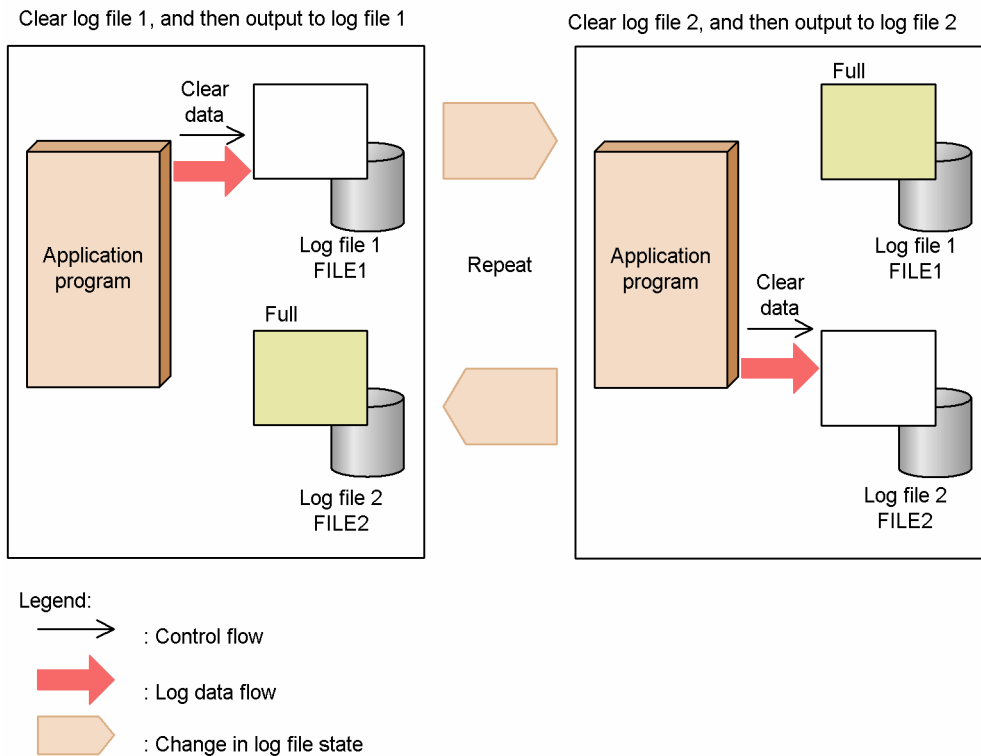 Clear log file 1, and then output to log file 1
Clear
data
Application
program
Log file 1
FILE1
Full
Log file 2
FILE2
Repeat
Clear log file 2, and then output to log file 2
Full
Log file 1
FILE1
Application
program
Clear
data
Log file 2
FILE2
Legend:
: Control flow
: Log data flow
: Change in log file state